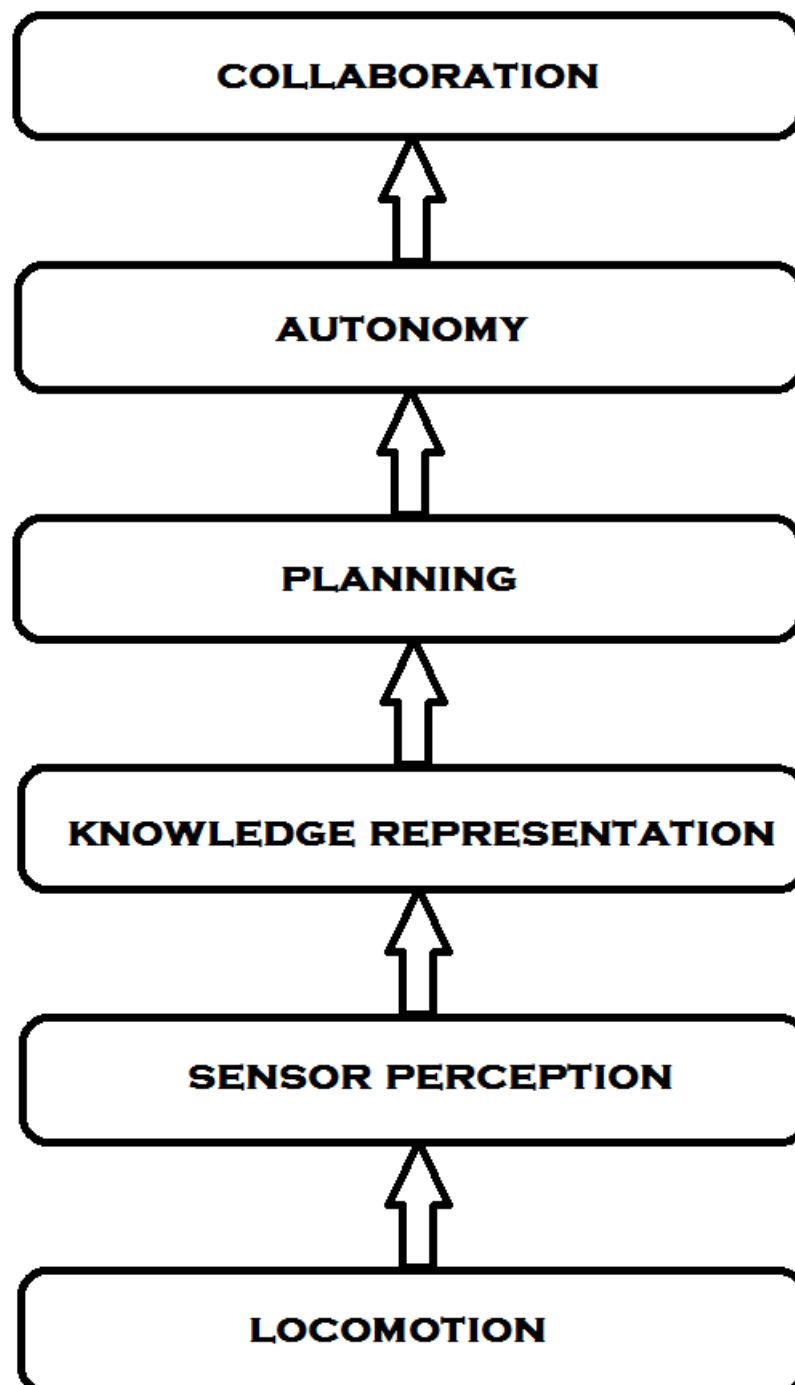 COLLABORATION
AUTONOMY
PLANNING
KNOWLEDGE REPRESENTATION
SENSOR PERCEPTION
LOCOMOTION